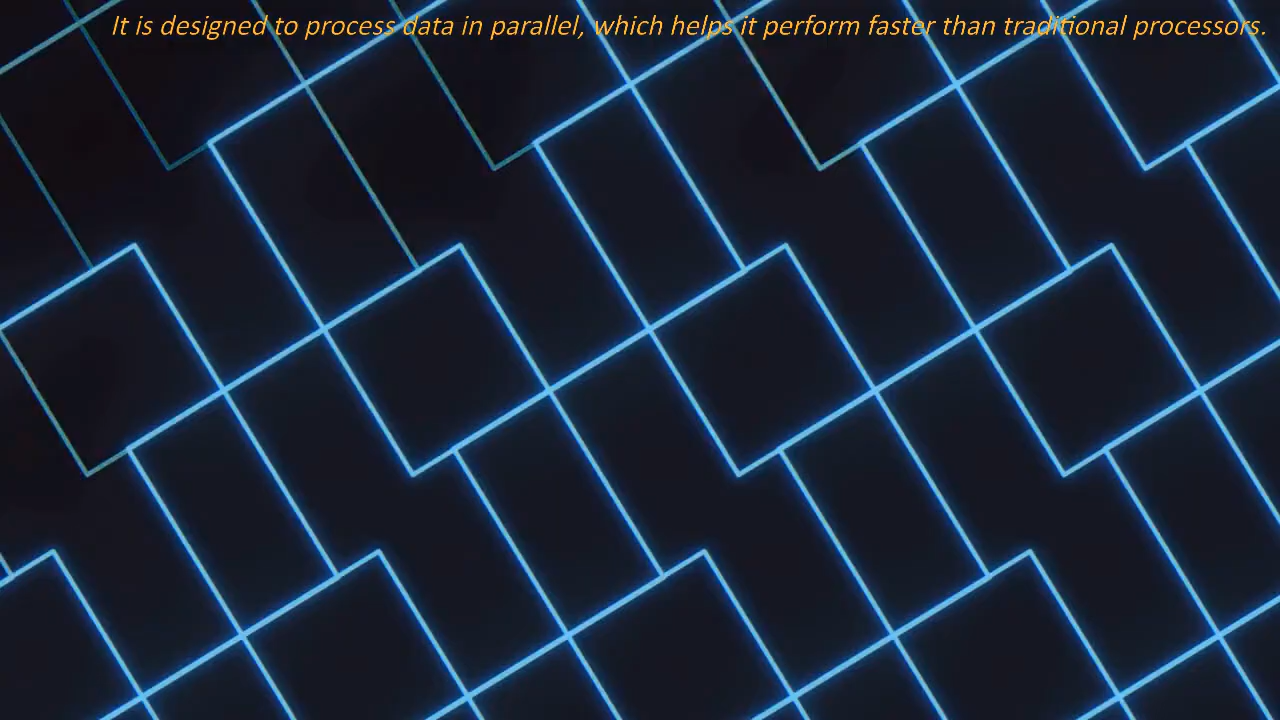 It is designed to process data in parallel, which helps it perform faster than traditional processors.